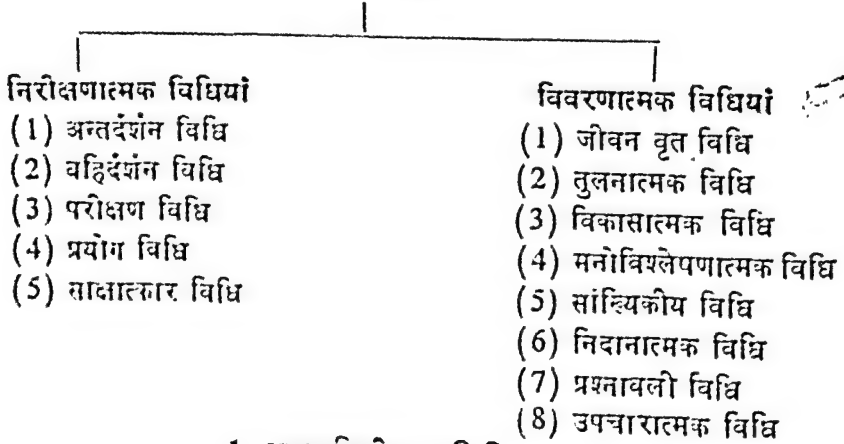 निरीक्षणात्मक विधियां
(1) अन्तर्दर्शन विधि
(2) वहिर्दर्शन विधि
(3) परीक्षण विधि
(4) प्रयोग विधि
(5) साक्षात्कार विधि
विवरणात्मक विधियां
(1) जीवन वृत विधि
(2) तुलनात्मक विधि
(3) विकासात्मक विधि
(4) मनोविश्लेषणात्मक विधि
(5) सांख्यिकीय विधि
(6) निदानात्मक विधि
(7) प्रश्नावली विधि
(8) उपचारात्मक विधि